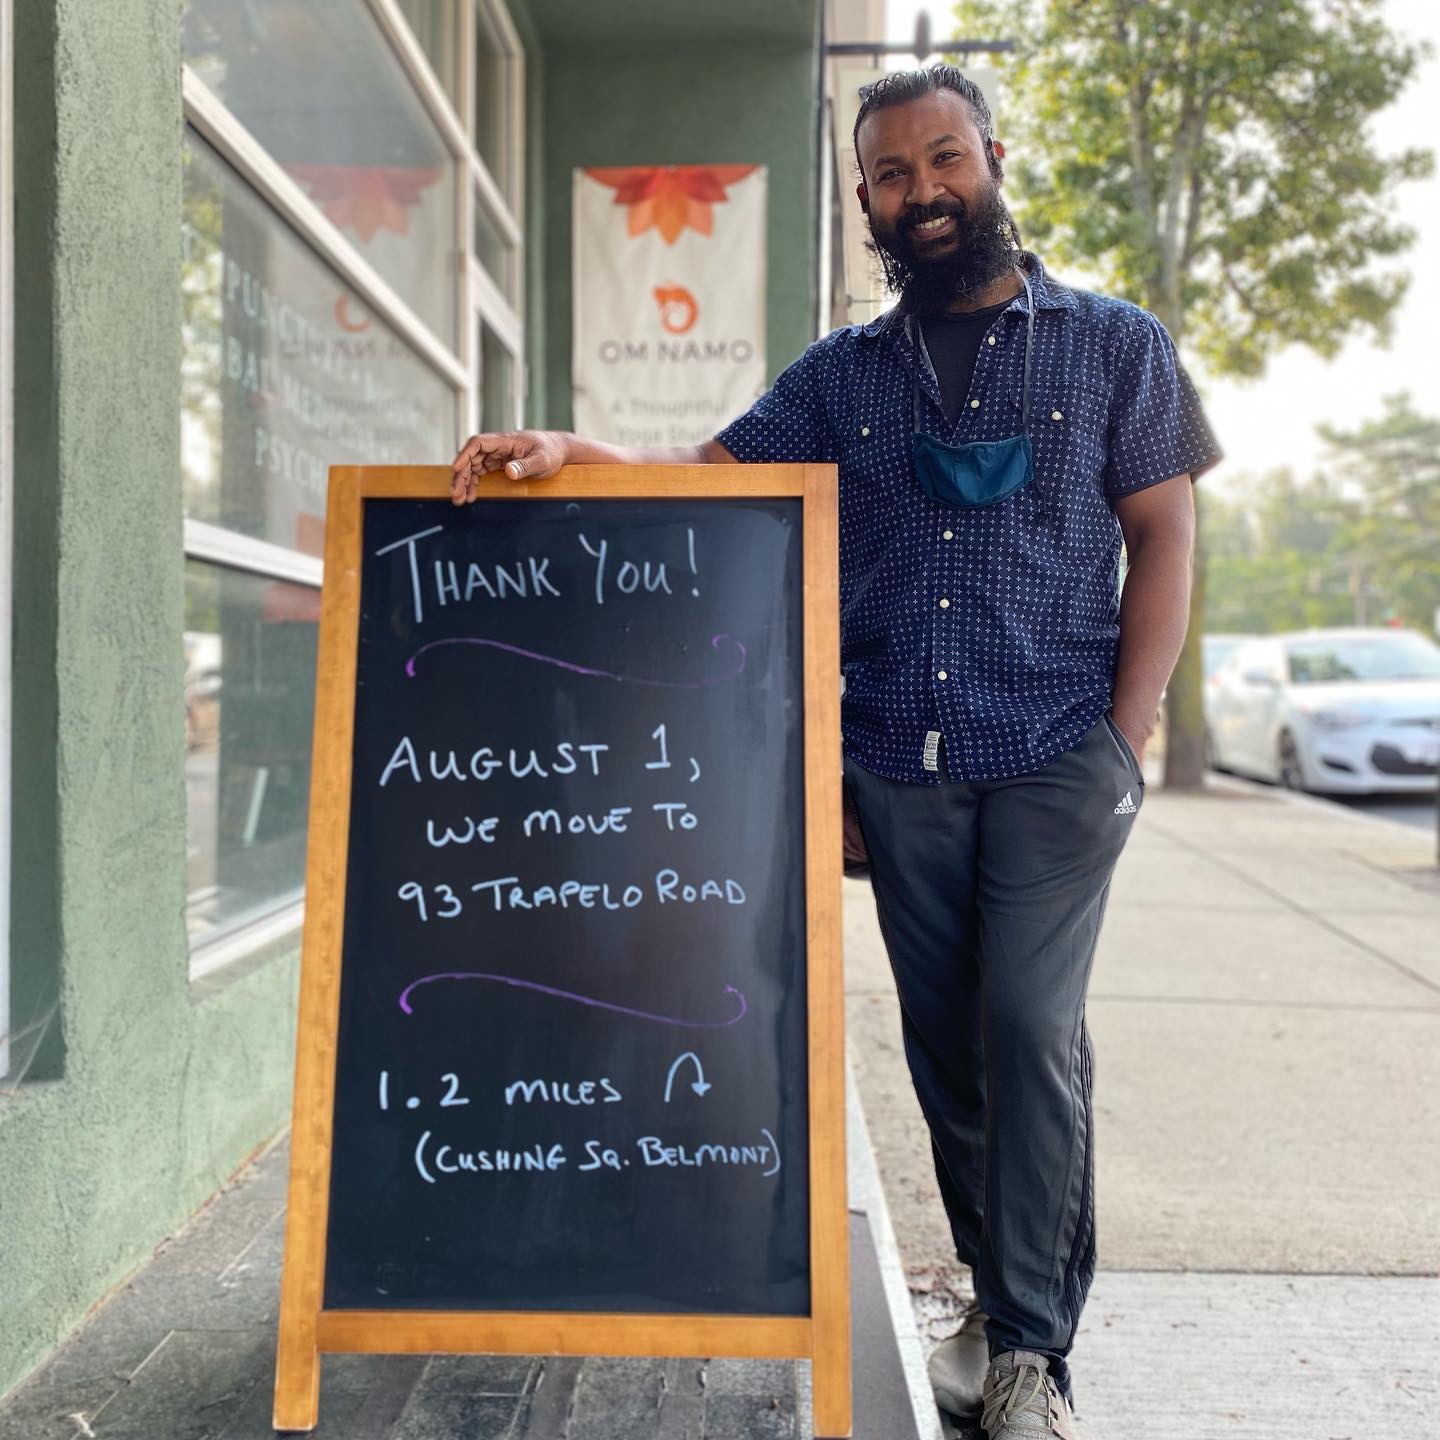 THANK YOU!
AUGUST 1,
WE MOVE TO
93 TRAPELO ROAD
1.2 MILES
(CUSHING SQ. BELMONT)
OM NAMO
A Thoughtful
Yoga Studio
adidas